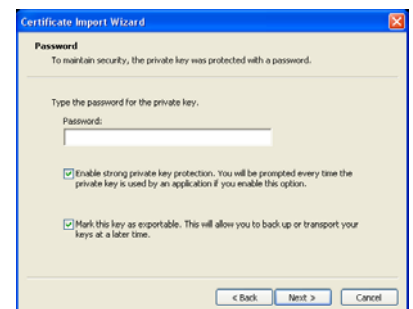 Certificate Import Wizard
Password
To maintain security, the private key was protected with a password.
Type the password for the private key.
Password:
Enable strong private key protection. You will be prompted every time the
private key is used by an application if you enable this option.
Mark this key as exportable. This will allow you to back up or transport your
keys at a later time.
< Back
Next >
Cancel